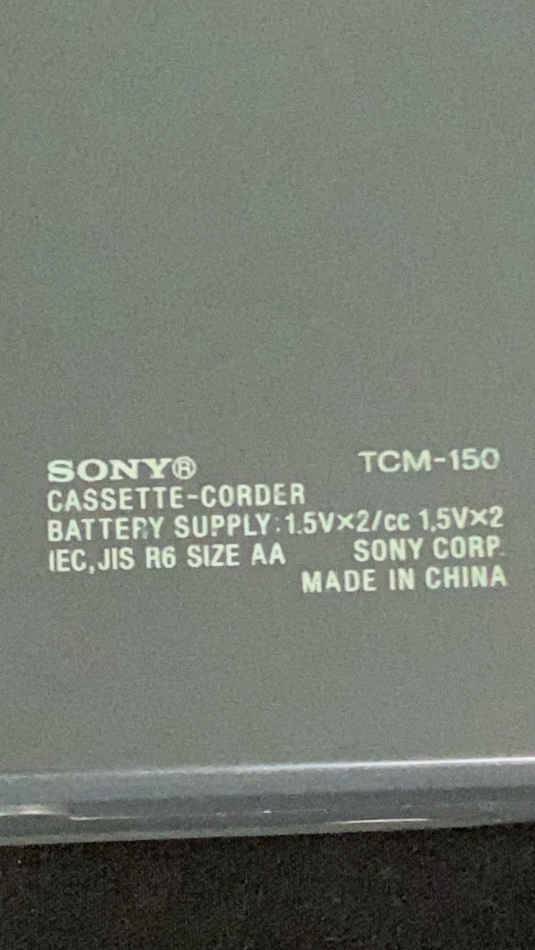 SONY® TCM-150
CASSETTE-CORDER
BATTERY SUPPLY:1.5V×2/cc 1,5V×2
IEC,JIS R6 SIZE AA SONY CORP.
MADE IN CHINA